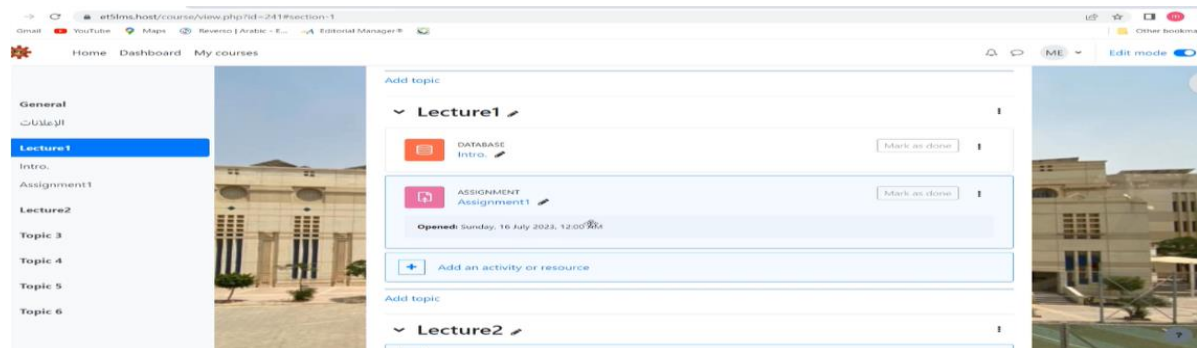 et5lms.host/course/view.php?id=241#section-1
Gmail YouTube Maps Reverso | Arabic - E... Editorial Manager® Other bookma
Home Dashboard My courses ME Edit mode
Add topic
General
الإعلانات
Lecture1
Intro.
Assignment1
Lecture2
Topic 3
Topic 4
Topic 5
Topic 6
Lecture1
DATABASE
Intro.
Mark as done
ASSIGNMENT
Assignment1
Mark as done
Opened: Sunday, 16 July 2023, 12:00
Add an activity or resource
Add topic
Lecture2
?